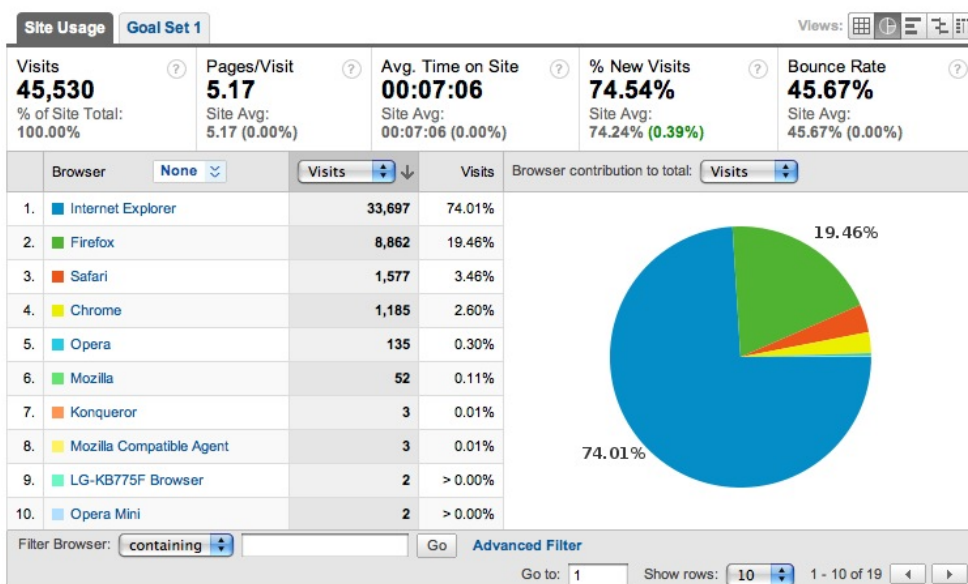 Site Usage Goal Set 1 Views:
Visits ? Pages/Visit ? Avg. Time on Site ? % New Visits ? Bounce Rate ?
45,530 5.17 00:07:06 74.54% 45.67%
% of Site Total: Site Avg: Site Avg: Site Avg: Site Avg:
100.00% 5.17 (0.00%) 00:07:06 (0.00%) 74.24% (0.39%) 45.67% (0.00%)
Browser None Visits Visits Browser contribution to total: Visits
1. Internet Explorer 33,697 74.01%
2. Firefox 8,862 19.46%
3. Safari 1,577 3.46%
4. Chrome 1,185 2.60%
5. Opera 135 0.30%
6. Mozilla 52 0.11%
7. Konqueror 3 0.01%
8. Mozilla Compatible Agent 3 0.01%
9. LG-KB775F Browser 2 > 0.00%
10. Opera Mini 2 > 0.00%
19.46%
74.01%
Filter Browser: containing Go Advanced Filter
Go to: 1 Show rows: 10 1 - 10 of 19